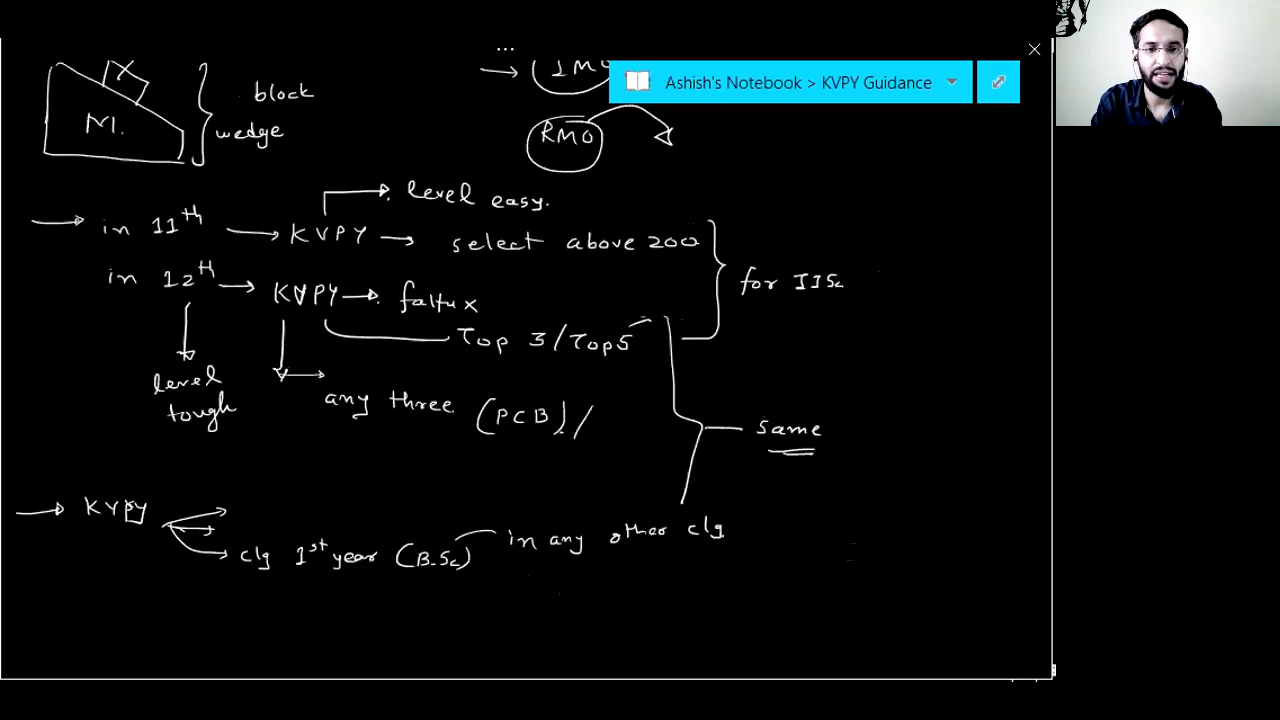 ...
Ashish's Notebook > KVPY Guidance
→ IMO
M
block
wedge
RMO
level easy.
→ in 11th → KVPY → select above 200
for IISc
in 12th → KVPY → faltu x
Top 3/Top5
level
tough
any three (PCB)/
same
→ KVPY
clg 1st year (B.Sc) in any other clg